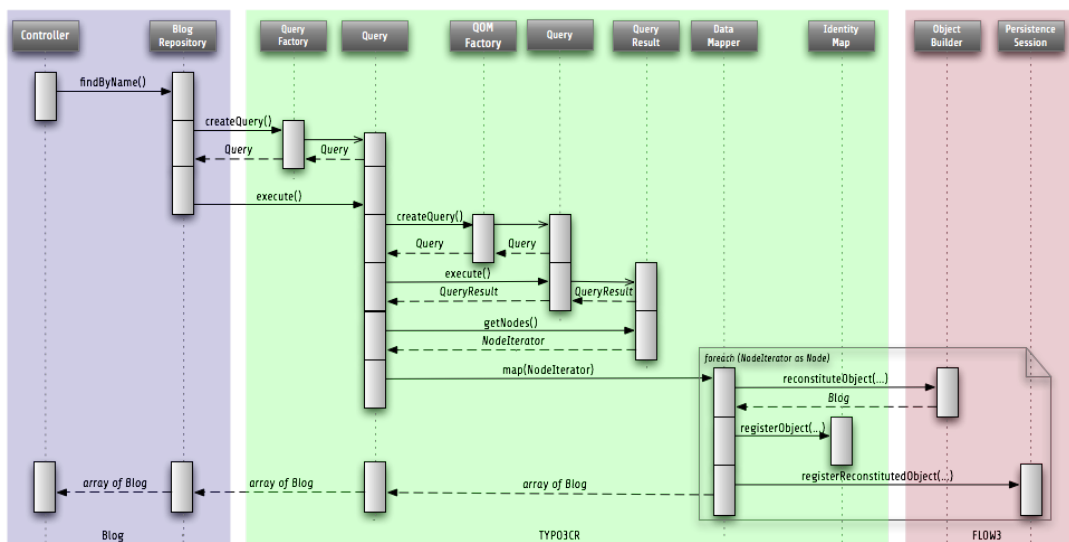 Controller
Blog
Repository
Query
Factory
Query
QOM
Factory
Query
Query
Result
Data
Mapper
Identity
Map
Object
Builder
Persistence
Session
findByName()
createQuery()
Query
Query
execute()
createQuery()
Query
Query
execute()
QueryResult
QueryResult
getNodes()
NodeIterator
foreach (NodeIterator as Node)
map(NodeIterator)
reconstituteObject(...)
Blog
registerObject(...)
registerReconstitutedObject(...)
array of Blog
array of Blog
array of Blog
Blog
TYPO3CR
FLOW3